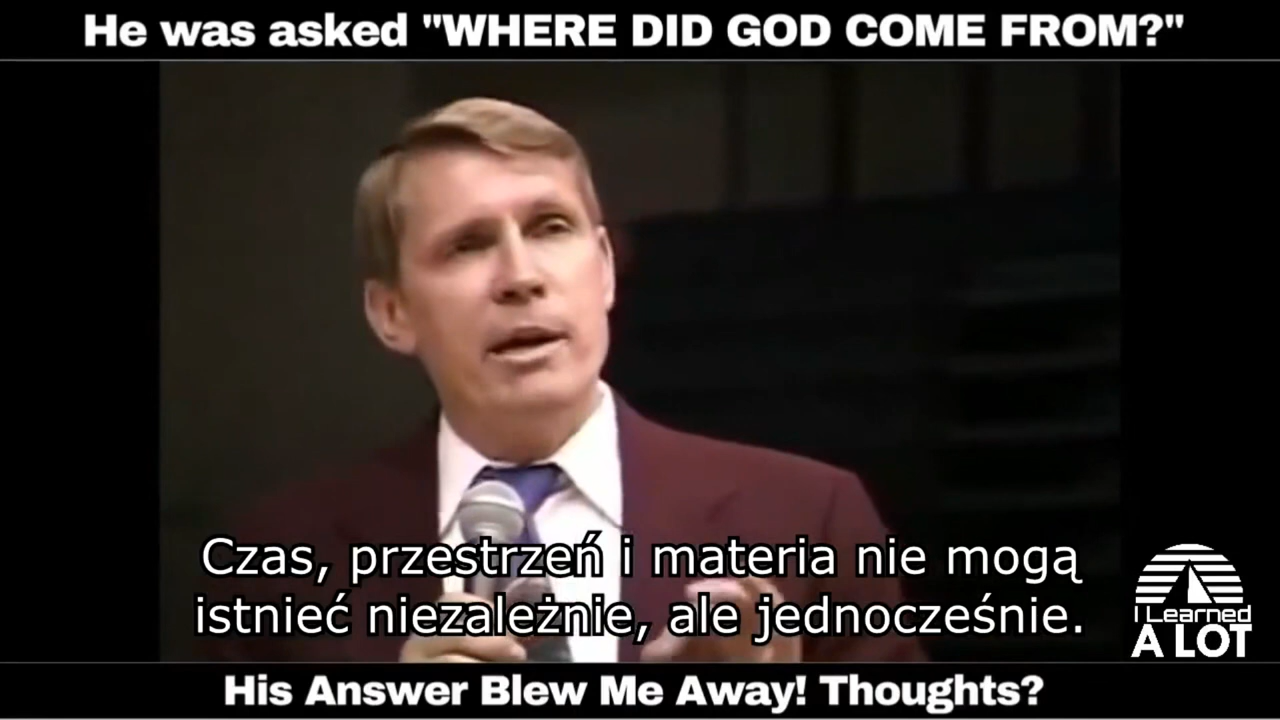 He was asked "WHERE DID GOD COME FROM?"
Czas, przestrzeń i materia nie mogą
istnieć niezależnie, ale jednocześnie.
i Learned
A LOT
His Answer Blew Me Away! Thoughts?